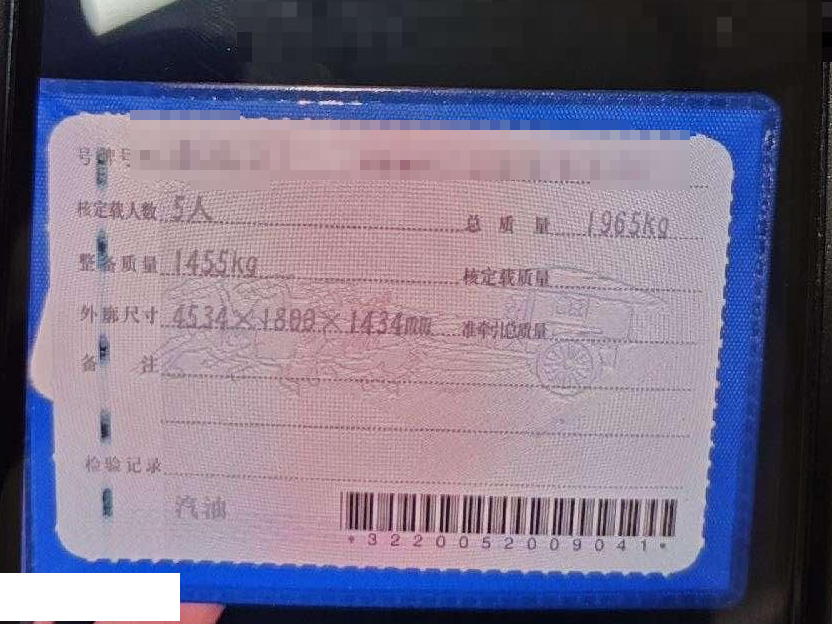 号牌号
核定载人数 5人 总质量 1965kg
整备质量 1455kg 核定载质量
外廓尺寸 4534×1800×1434mm 准牵引总质量
备注
检验记录
汽油
*3220052009041*